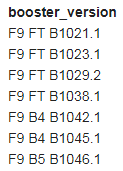 booster_version
F9 FT B1021.1
F9 FT B1023.1
F9 FT B1029.2
F9 FT B1038.1
F9 B4 B1042.1
F9 B4 B1045.1
F9 B5 B1046.1